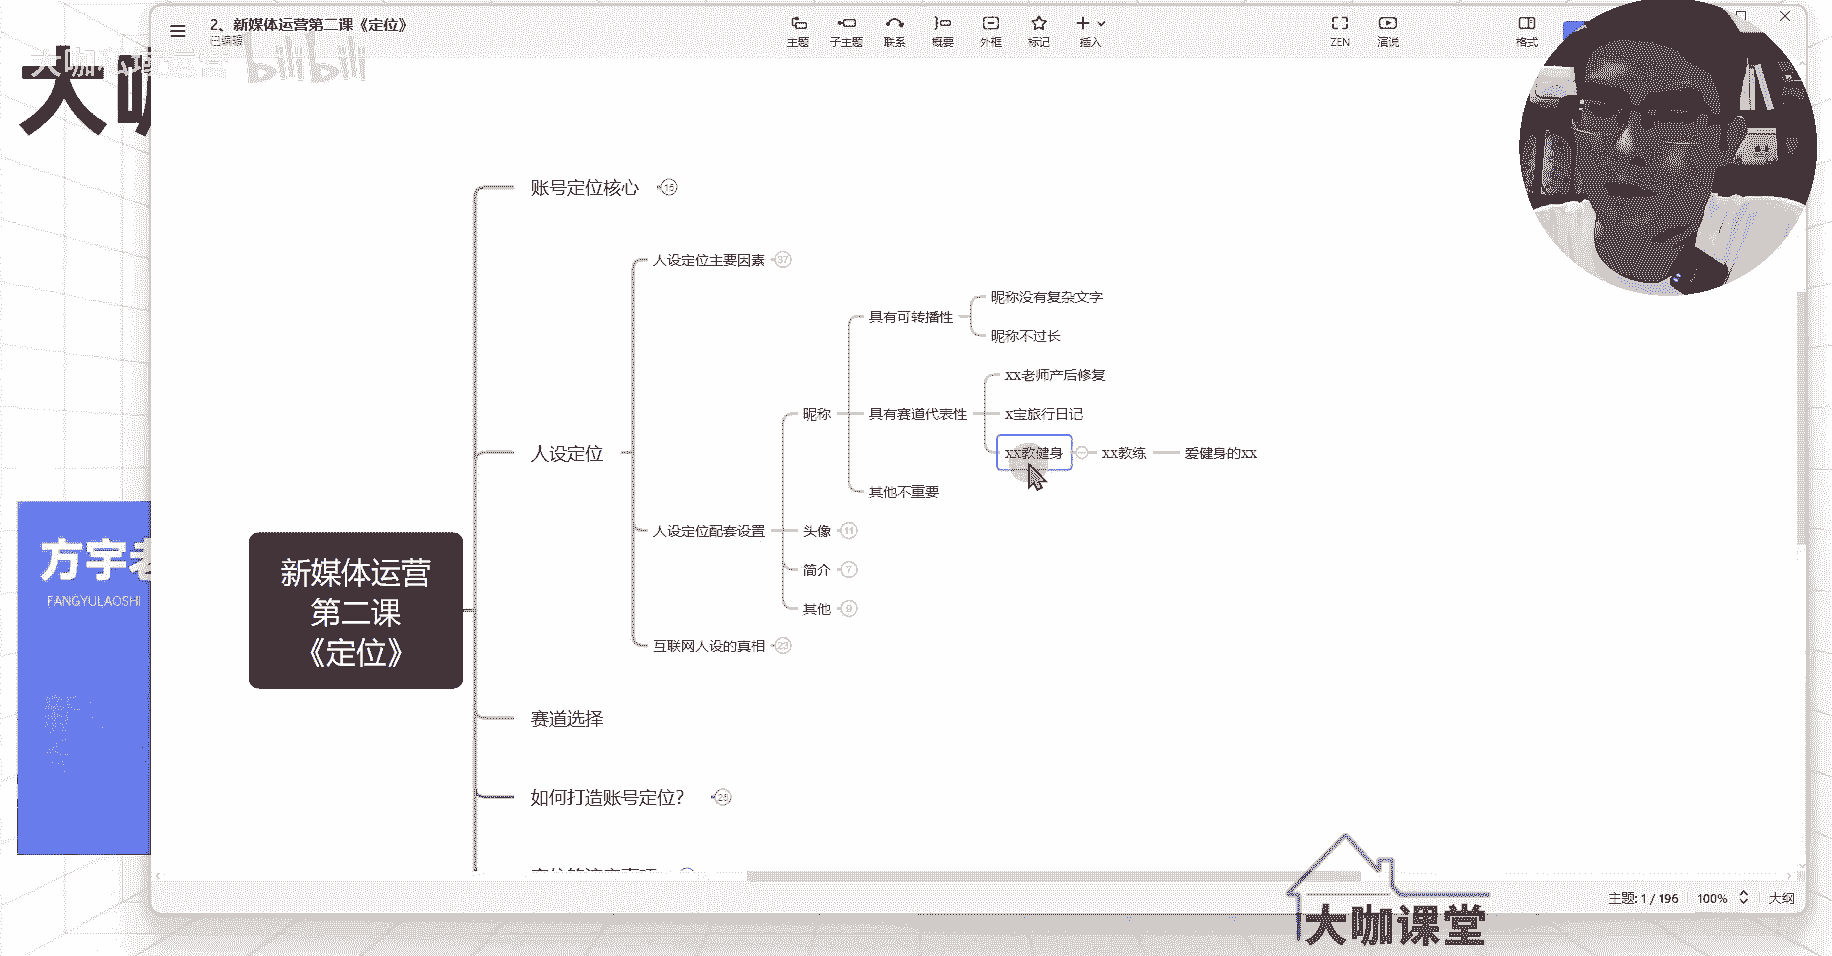 2、新媒体运营第二课《定位》
已编辑
主题
子主题
联系
概要
外框
标记
插入
ZEN
演说
格式
大咖私域运营
bilibili
大咖
账号定位核心
16
人设定位主要因素
37
昵称没有复杂文字
具有可转播性
昵称不过长
xx老师产后修复
昵称
具有赛道代表性
x宝旅行日记
人设定位
xx教健身
xx教练
爱健身的xx
其他不重要
人设定位配套设置
头像
11
方宇老
FANGYULAOSHI
新媒体运营
第二课
《定位》
简介
7
其他
9
互联网人设的真相
23
赛道选择
如何打造账号定位？
主题: 1 / 196
100%
大纲
大咖课堂